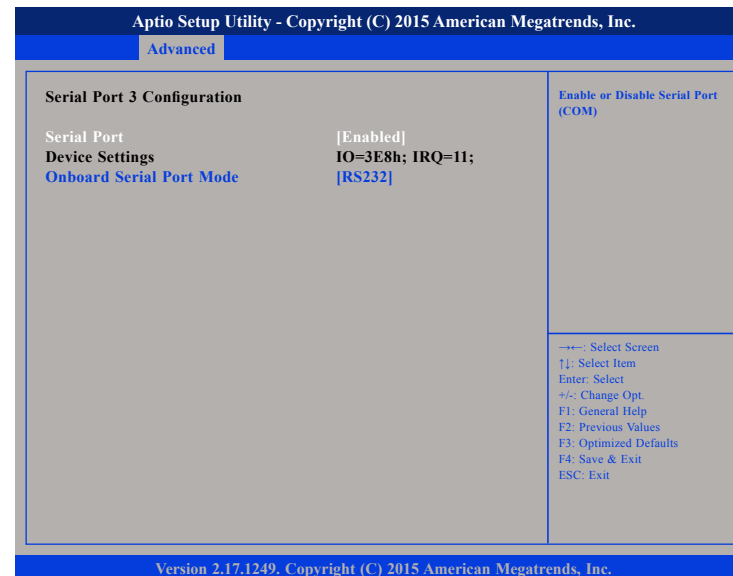 Aptio Setup Utility - Copyright (C) 2015 American Megatrends, Inc.
Advanced
Serial Port 3 Configuration
Serial Port [Enabled]
Device Settings IO=3E8h; IRQ=11;
Onboard Serial Port Mode [RS232]
Enable or Disable Serial Port
(COM)
→←: Select Screen
↑↓: Select Item
Enter: Select
+/-: Change Opt.
F1: General Help
F2: Previous Values
F3: Optimized Defaults
F4: Save & Exit
ESC: Exit
Version 2.17.1249. Copyright (C) 2015 American Megatrends, Inc.